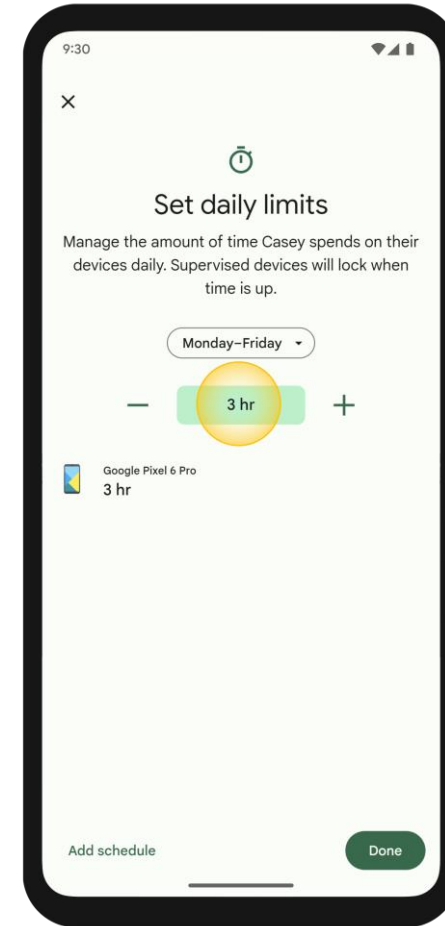 9:30
Set daily limits
Manage the amount of time Casey spends on their
devices daily. Supervised devices will lock when
time is up.
Monday–Friday
3 hr
Google Pixel 6 Pro
3 hr
Add schedule
Done